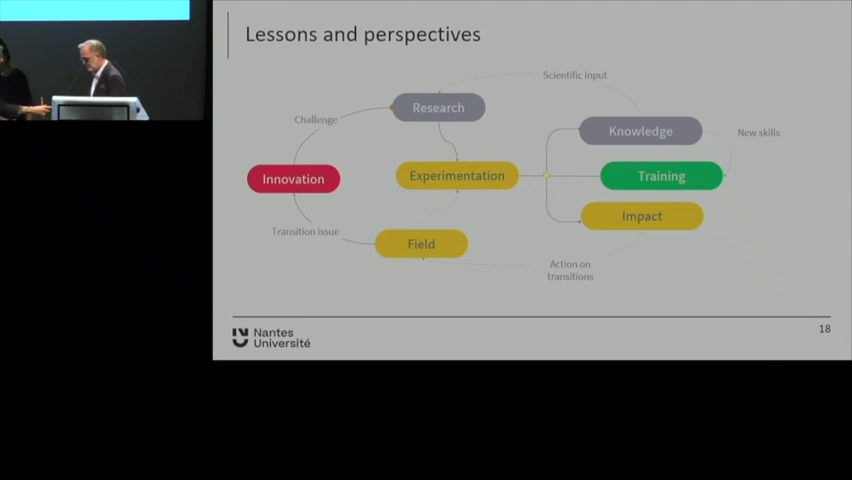 Lessons and perspectives
Scientific input
Research
Challenge
Knowledge
New skills
Innovation
Experimentation
Training
Impact
Transition issue
Field
Action on
transitions
18
Nantes
Université